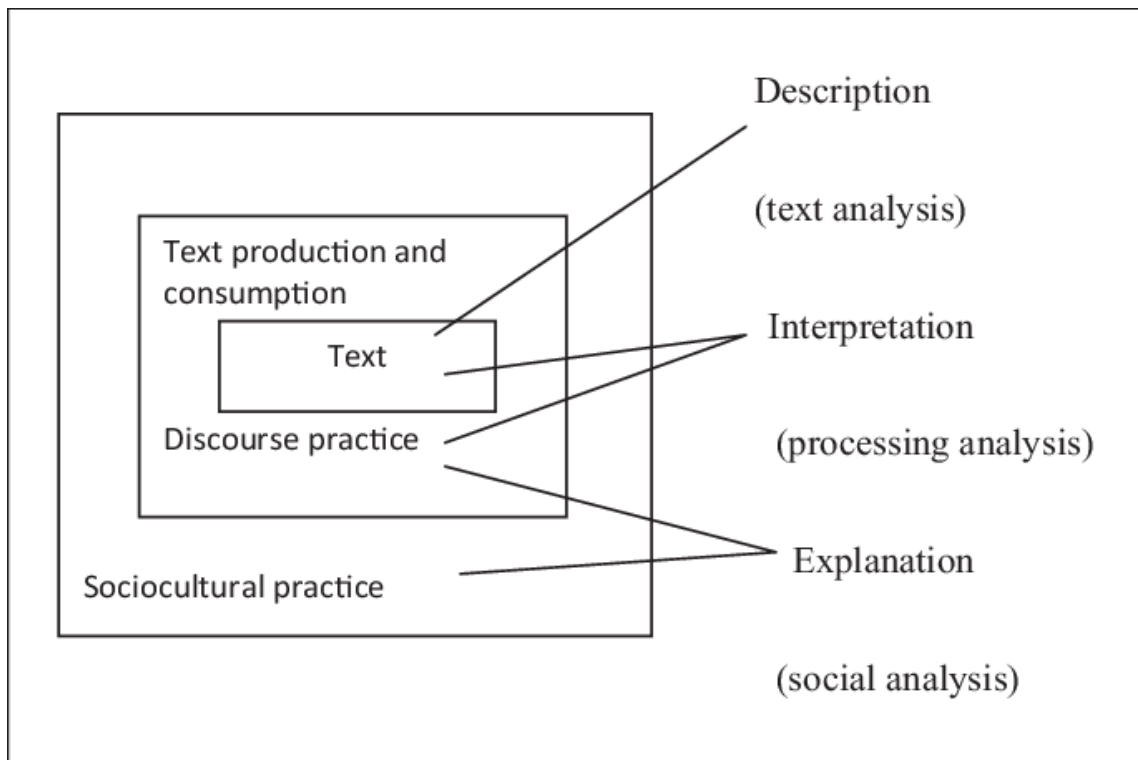 Description
(text analysis)
Text production and
consumption
Text
Interpretation
Discourse practice
(processing analysis)
Explanation
Sociocultural practice
(social analysis)